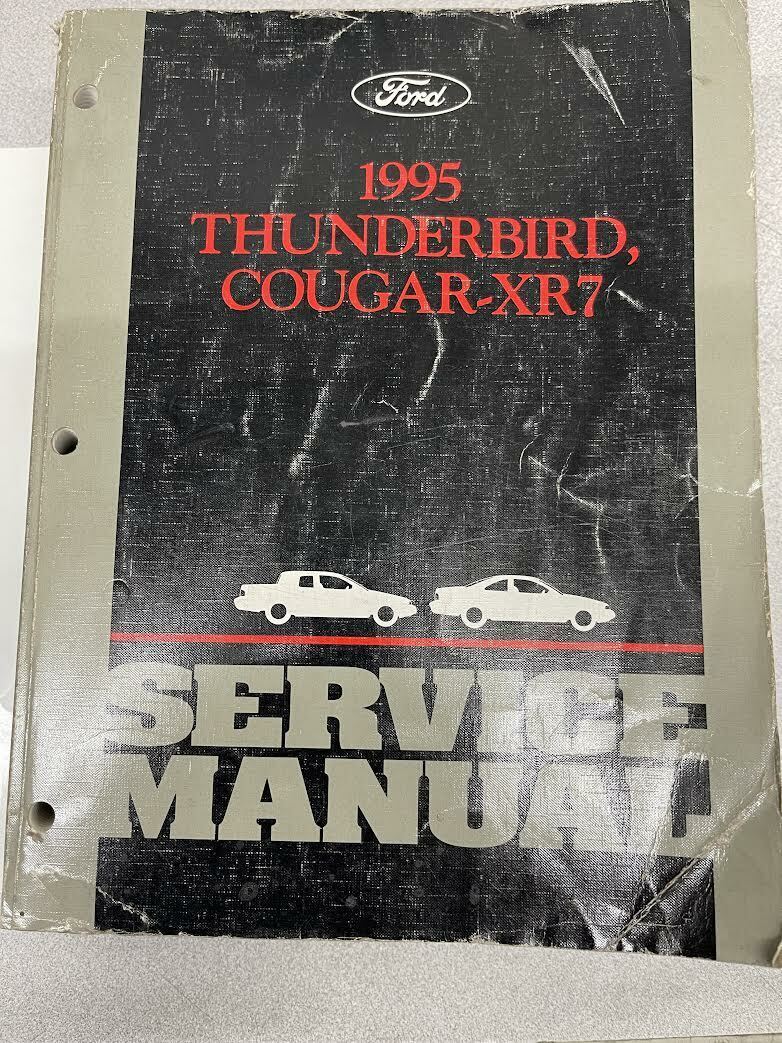 Ford
1995
THUNDERBIRD,
COUGAR-XR7
SERVICE
MANUAL